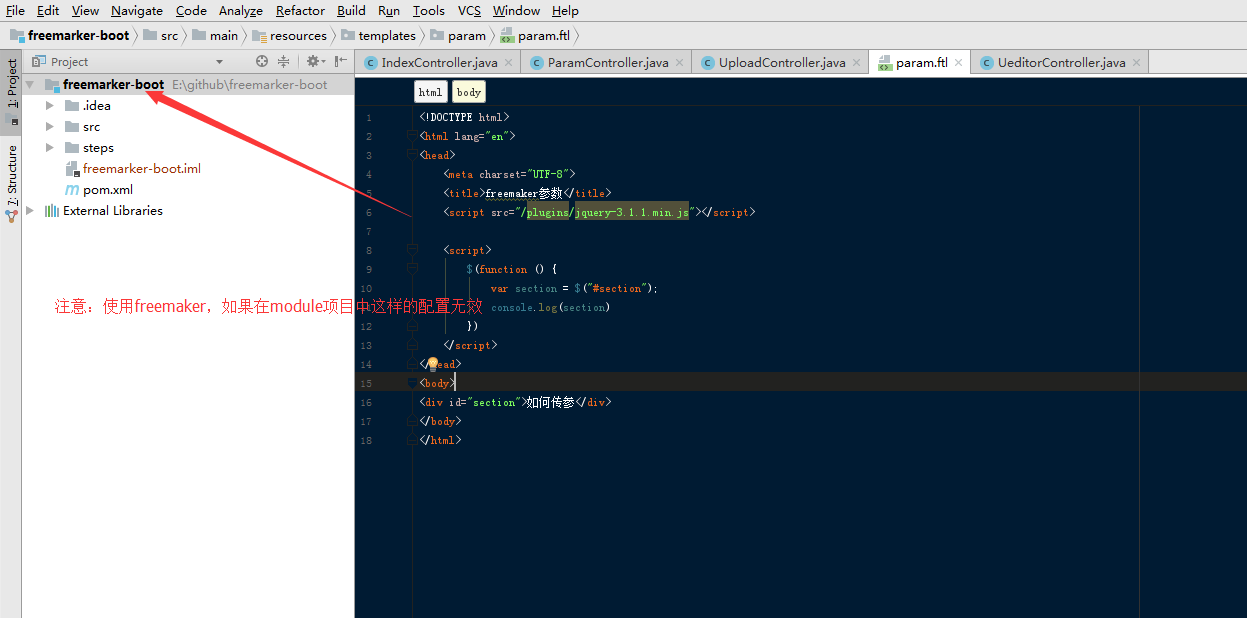 File Edit View Navigate Code Analyze Refactor Build Run Tools VCS Window Help
freemarker-boot src main resources templates param param.ftl
Project
IndexController.java ParamController.java UploadController.java param.ftl UeditorController.java
1: Project
7: Structure
freemarker-boot E:\github\freemarker-boot
.idea
src
steps
freemarker-boot.iml
pom.xml
External Libraries
注意：使用freemaker，如果在module项目中这样的配置无效
html body
1 <!DOCTYPE html>
2 <html lang="en">
3 <head>
4 <meta charset="UTF-8">
5 <title>freemaker参数</title>
6 <script src="/plugins/jquery-3.1.1.min.js"></script>
7
8 <script>
9 $(function () {
10 var section = $("#section");
console.log(section)
12 })
13 </script>
14 </head>
15 <body>
16 <div id="section">如何传参</div>
17 </body>
18 </html>